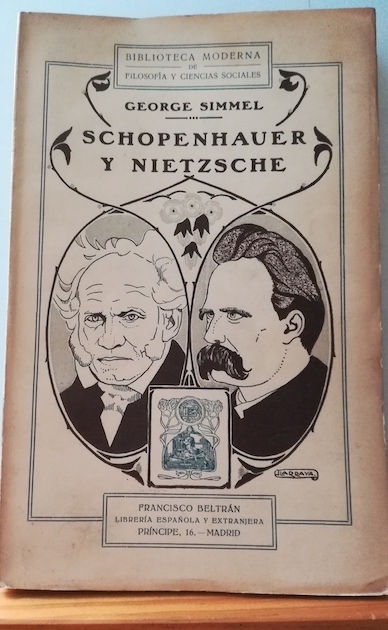 BIBLIOTECA MODERNA
DE
FILOSOFÍA Y CIENCIAS SOCIALES
GEORGE SIMMEL
SCHOPENHAUER
Y NIETZSCHE
FRANCISCO BELTRÁN
LIBRERÍA ESPAÑOLA Y EXTRANJERA
PRÍNCIPE, 16.—MADRID